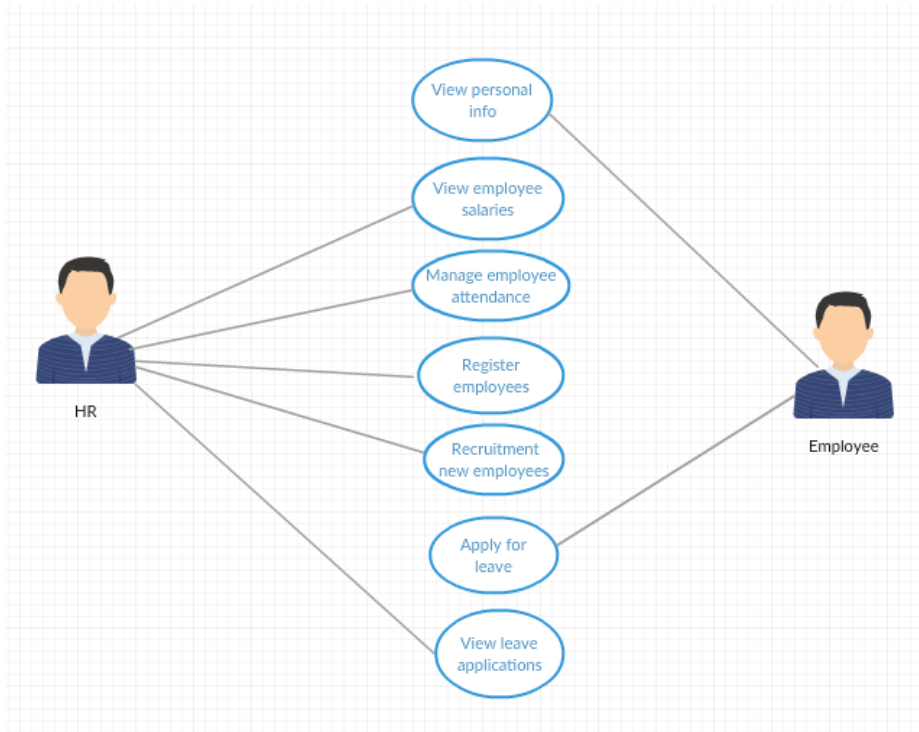 View personal
info
View employee
salaries
Manage employee
attendance
Register
employees
HR
Employee
Recruitment
new employees
Apply for
leave
View leave
applications